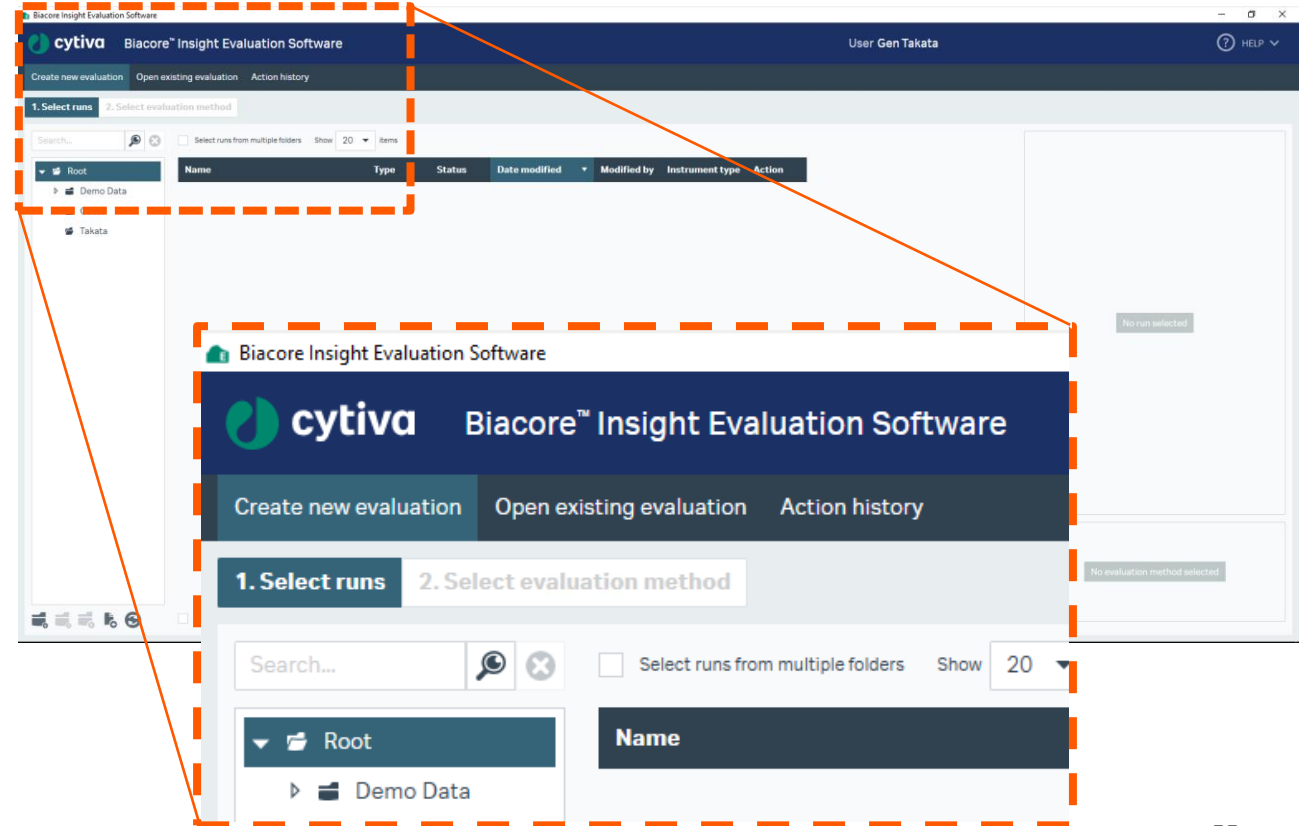 Biacore Insight Evaluation Software
cytiva Biacore™ Insight Evaluation Software User Gen Takata ? HELP
Create new evaluation Open existing evaluation Action history
1. Select runs 2. Select evaluation method
Search... Select runs from multiple folders Show 20 items
Root Name Type Status Date modified Modified by Instrument type Action
Demo Data
Takata
No run selected
No evaluation method selected
Biacore Insight Evaluation Software
cytiva Biacore™ Insight Evaluation Software
Create new evaluation Open existing evaluation Action history
1. Select runs 2. Select evaluation method
Search... Select runs from multiple folders Show 20
Root Name
Demo Data